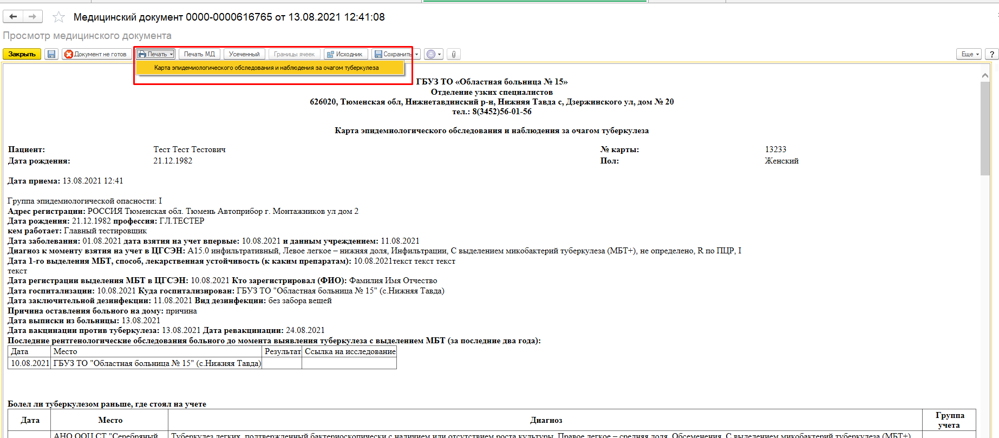 Медицинский документ 0000-0000616765 от 13.08.2021 12:41:08
Просмотр медицинского документа
Закрыть Документ не готов Печать Печать МД Усеченный Границы ячеек Исходник Сохранить Еще ?
Карта эпидемиологического обследования и наблюдения за очагом туберкулеза
ГБУЗ ТО «Областная больница № 15»
Отделение узких специалистов
626020, Тюменская обл, Нижнетавдинский р-н, Нижняя Тавда с, Дзержинского ул, дом № 20
тел.: 8(3452)56-01-56
Карта эпидемиологического обследования и наблюдения за очагом туберкулеза
Пациент: Тест Тест Тестович № карты: 13233
Дата рождения: 21.12.1982 Пол: Женский
Дата приема: 13.08.2021 12:41
Группа эпидемиологической опасности: I
Адрес регистрации: РОССИЯ Тюменская обл. Тюмень Автоприбор г. Монтажников ул дом 2
Дата рождения: 21.12.1982 профессия: ГЛ.ТЕСТЕР
кем работает: Главный тестировщик
Дата заболевания: 01.08.2021 дата взятия на учет впервые: 10.08.2021 и данным учреждением: 11.08.2021
Диагноз к моменту взятия на учет в ЦГСЭН: А15.0 инфильтративный, Левое легкое – нижняя доля, Инфильтрации, С выделением микобактерий туберкулеза (МБТ+), не определено, R по ПЦР, I
Дата 1-го выделения МБТ, способ, лекарственная устойчивость (к каким препаратам): 10.08.2021текст текст текст
текст
Дата регистрации выделения МБТ в ЦГСЭН: 10.08.2021 Кто зарегистрировал (ФИО): Фамилия Имя Отчество
Дата госпитализации: 10.08.2021 Куда госпитализирован: ГБУЗ ТО "Областная больница № 15" (с.Нижняя Тавда)
Дата заключительной дезинфекции: 11.08.2021 Вид дезинфекции: без забора вещей
Причина оставления больного на дому: причина
Дата выписки из больницы: 13.08.2021
Дата вакцинации против туберкулеза: 13.08.2021 Дата ревакцинации: 24.08.2021
Последние рентгенологические обследования больного до момента выявления туберкулеза с выделением МБТ (за последние два года):
Дата Место Результат Ссылка на исследование
10.08.2021 ГБУЗ ТО "Областная больница № 15" (с.Нижняя Тавда)
Болел ли туберкулезом раньше, где стоял на учете
Дата Место Диагноз Группа учета
АНО ООЦ СТ "Серебряный Туберкулез легких, подтвержденный бактериоскопически с наличием или отсутствием роста культуры, Правое легкое – средняя доля, Обсеменения, С выделением микобактерий туберкулеза (МБТ+),